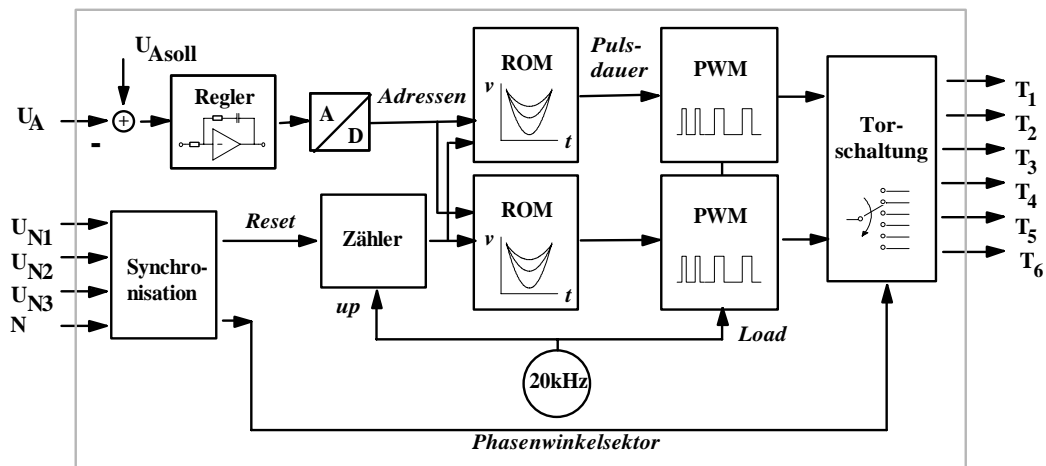 U_Asoll
U_A
-
+
Regler
A
D
Adressen
ROM
v
t
Puls-
dauer
PWM
Tor-
schaltung
T_1
T_2
T_3
T_4
T_5
T_6
U_N1
U_N2
U_N3
N
Synchro-
nisation
Reset
Zähler
up
ROM
v
t
PWM
Load
20kHz
Phasenwinkelsektor